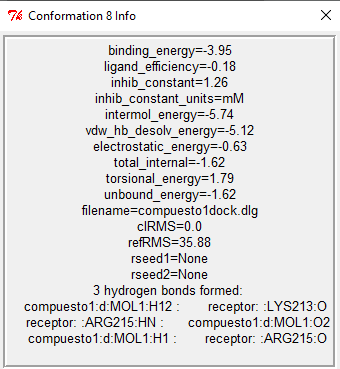 Conformation 8 Info
binding_energy=-3.95
ligand_efficiency=-0.18
inhib_constant=1.26
inhib_constant_units=mM
intermol_energy=-5.74
vdw_hb_desolv_energy=-5.12
electrostatic_energy=-0.63
total_internal=-1.62
torsional_energy=1.79
unbound_energy=-1.62
filename=compuesto1dock.dlg
clRMS=0.0
refRMS=35.88
rseed1=None
rseed2=None
3 hydrogen bonds formed:
compuesto1:d:MOL1:H12 : receptor: :LYS213:O
receptor: :ARG215:HN : compuesto1:d:MOL1:O2
compuesto1:d:MOL1:H1 : receptor: :ARG215:O